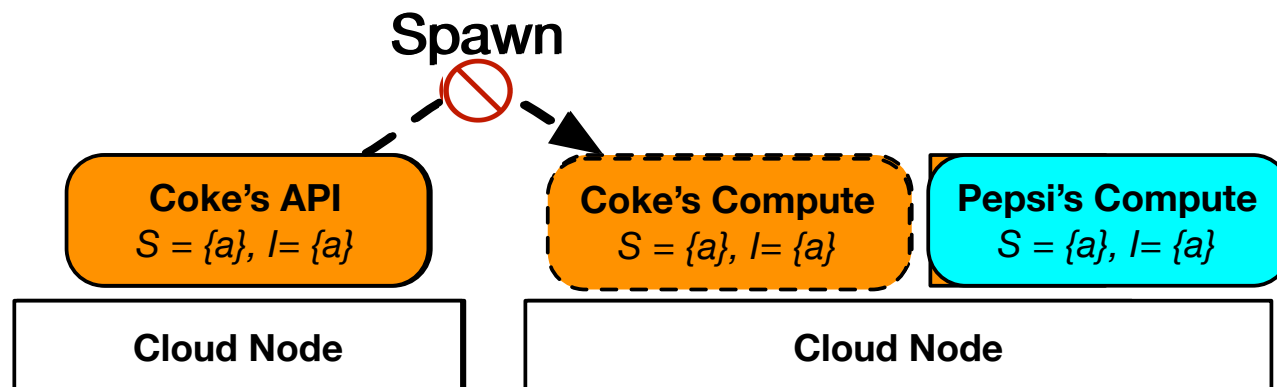 Spawn
Coke's API
S = {a}, I= {a}
Coke's Compute
S = {a}, I= {a}
Pepsi's Compute
S = {a}, I= {a}
Cloud Node
Cloud Node